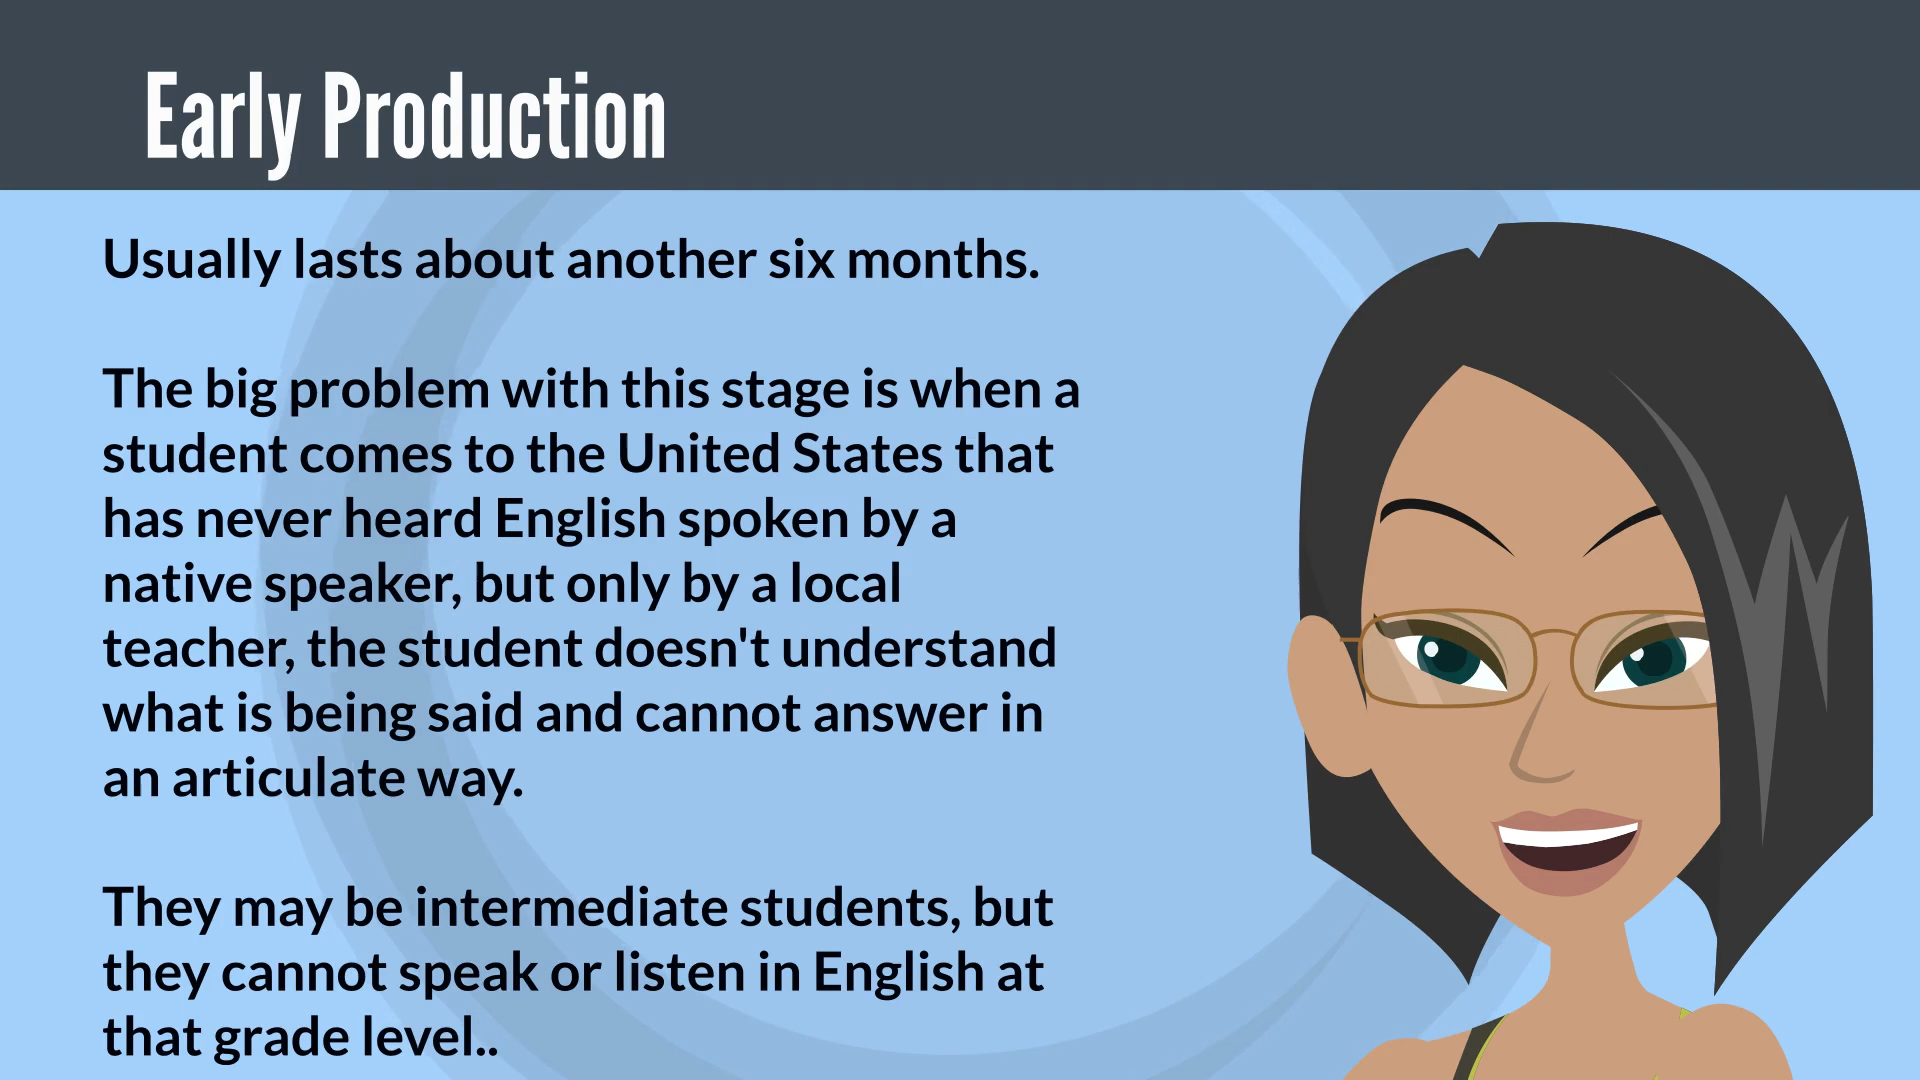 Early Production
Usually lasts about another six months.
The big problem with this stage is when a
student comes to the United States that
has never heard English spoken by a
native speaker, but only by a local
teacher, the student doesn't understand
what is being said and cannot answer in
an articulate way.
They may be intermediate students, but
they cannot speak or listen in English at
that grade level..